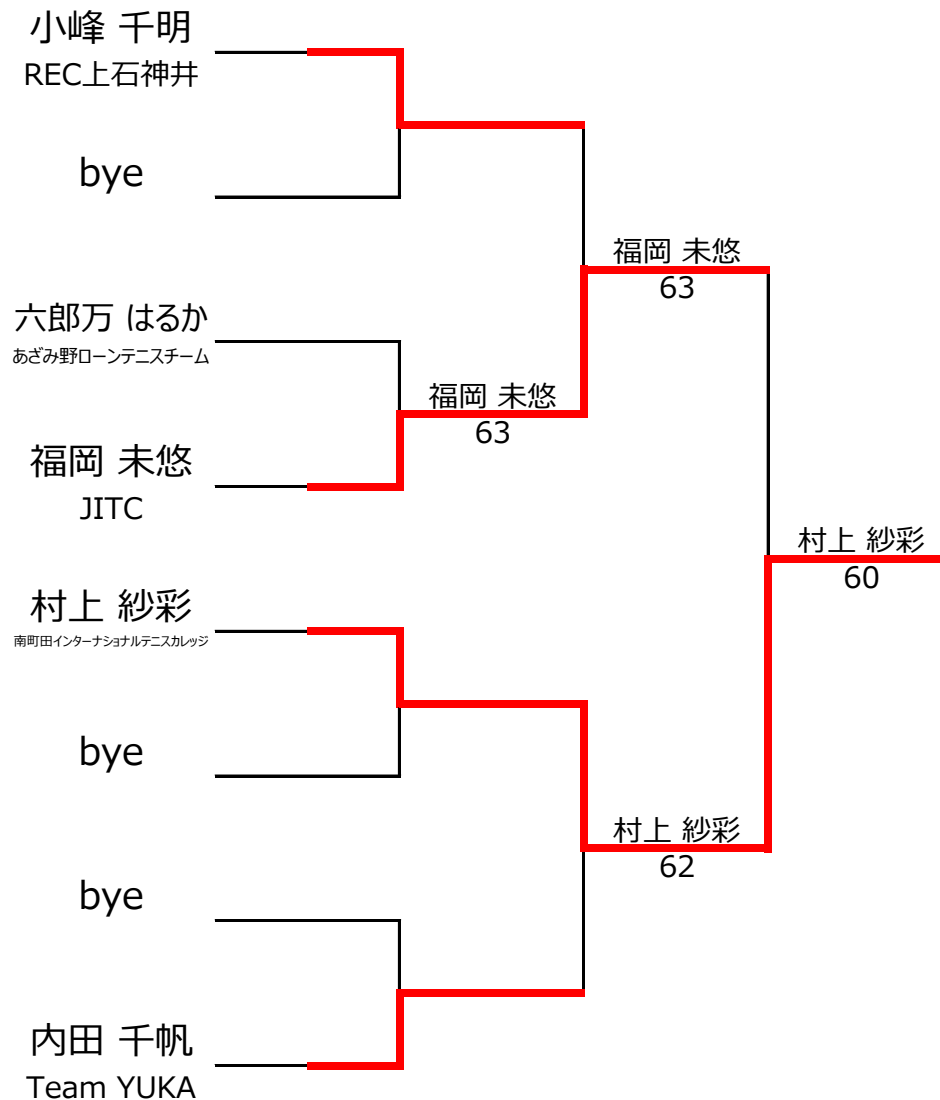 小峰 千明
REC上石神井
bye
六郎万 はるか
あざみ野ローンテニスチーム
福岡 未悠
JITC
村上 紗彩
南町田インターナショナルテニスカレッジ
bye
bye
内田 千帆
Team YUKA
福岡 未悠
63
福岡 未悠
63
村上 紗彩
62
村上 紗彩
60